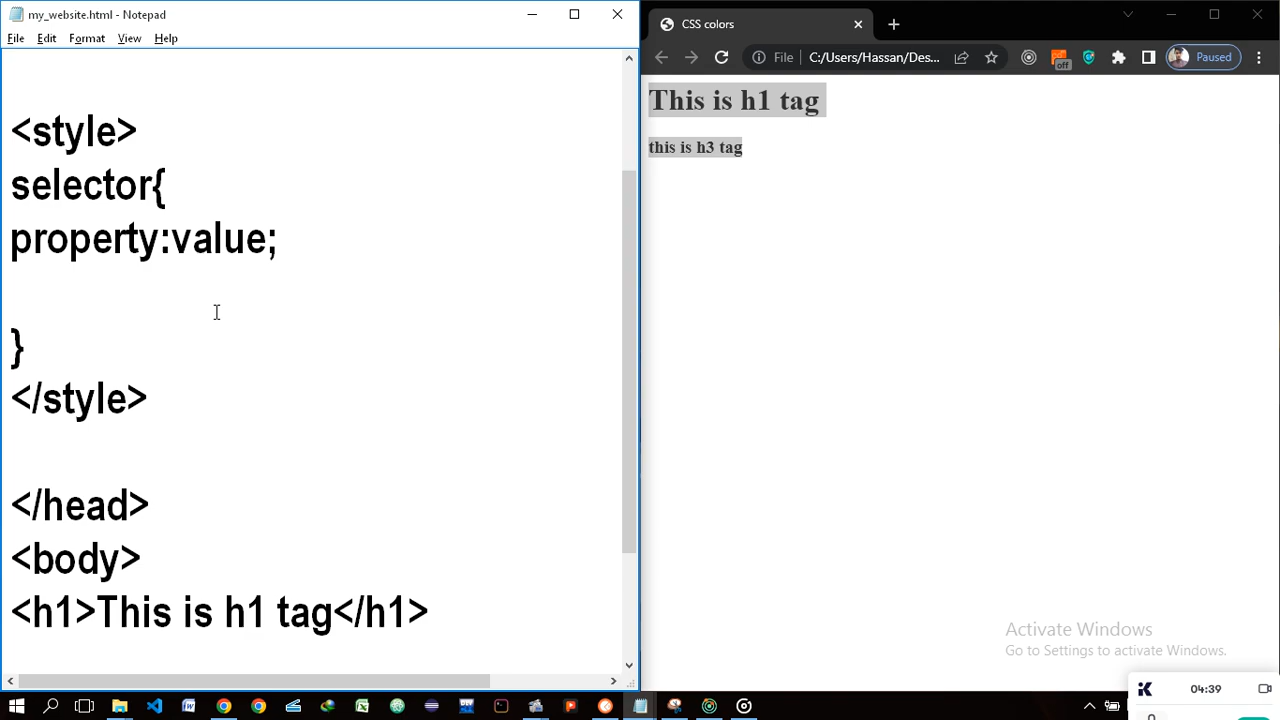 my_website.html - Notepad
File Edit Format View Help
<style>
selector{
property:value;
}
</style>
</head>
<body>
<h1>This is h1 tag</h1>
CSS colors
File C:/Users/Hassan/Des... Paused
off
This is h1 tag
this is h3 tag
Activate Windows
Go to Settings to activate Windows.
04:39